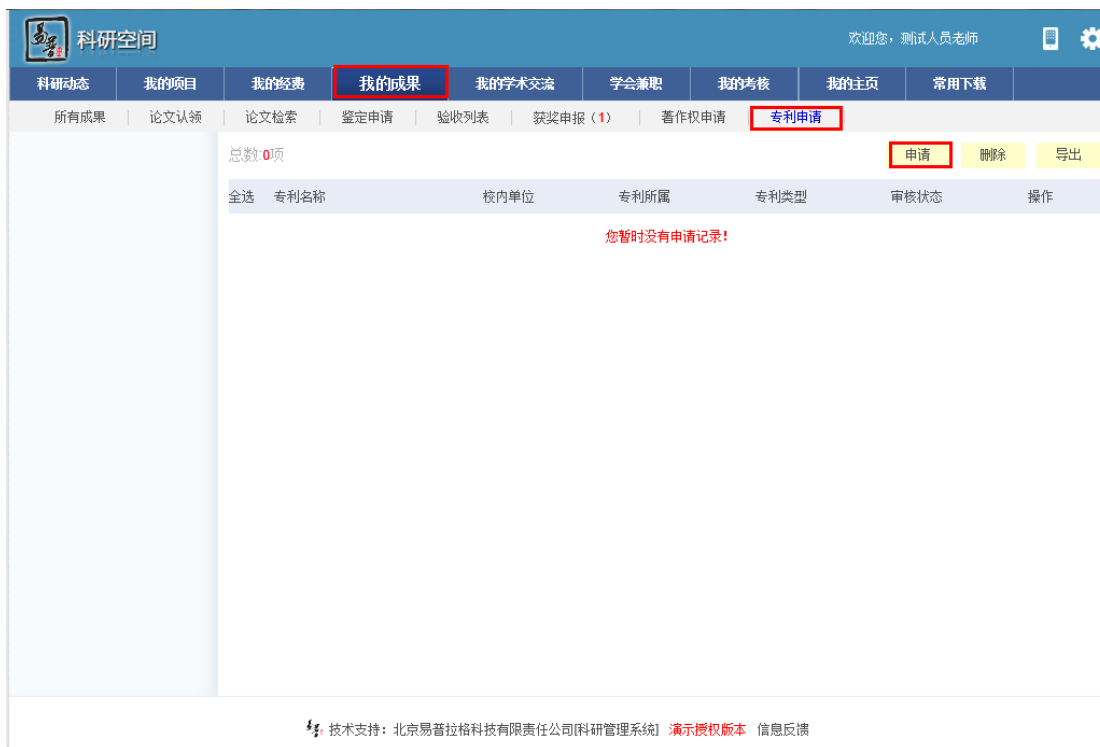 易普 科研空间 欢迎您，测试人员老师
科研动态 我的项目 我的经费 我的成果 我的学术交流 学会兼职 我的考核 我的主页 常用下载
所有成果 论文认领 论文检索 鉴定申请 验收列表 获奖申报（1） 著作权申请 专利申请
总数:0项 申请 删除 导出
全选 专利名称 校内单位 专利所属 专利类型 审核状态 操作
您暂时没有申请记录!
易普 技术支持：北京易普拉格科技有限责任公司[科研管理系统] 演示授权版本 信息反馈